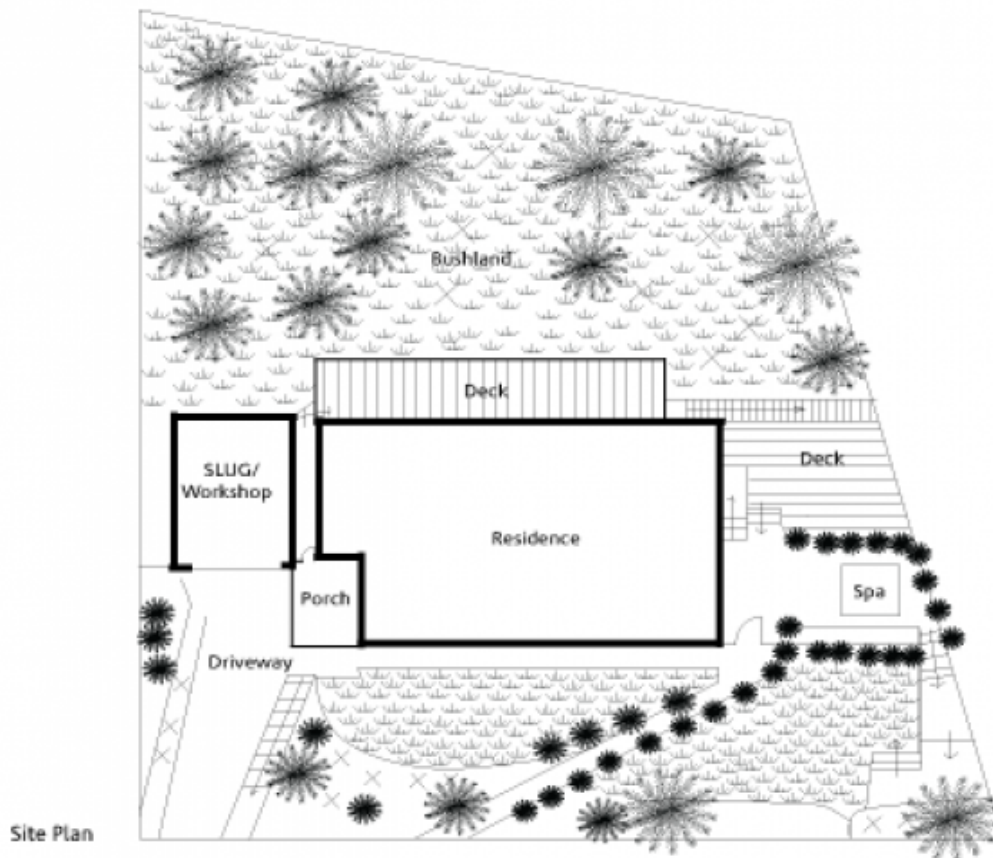 Bushland
Deck
SLUG/
Workshop
Deck
Residence
Spa
Porch
Driveway
Site Plan